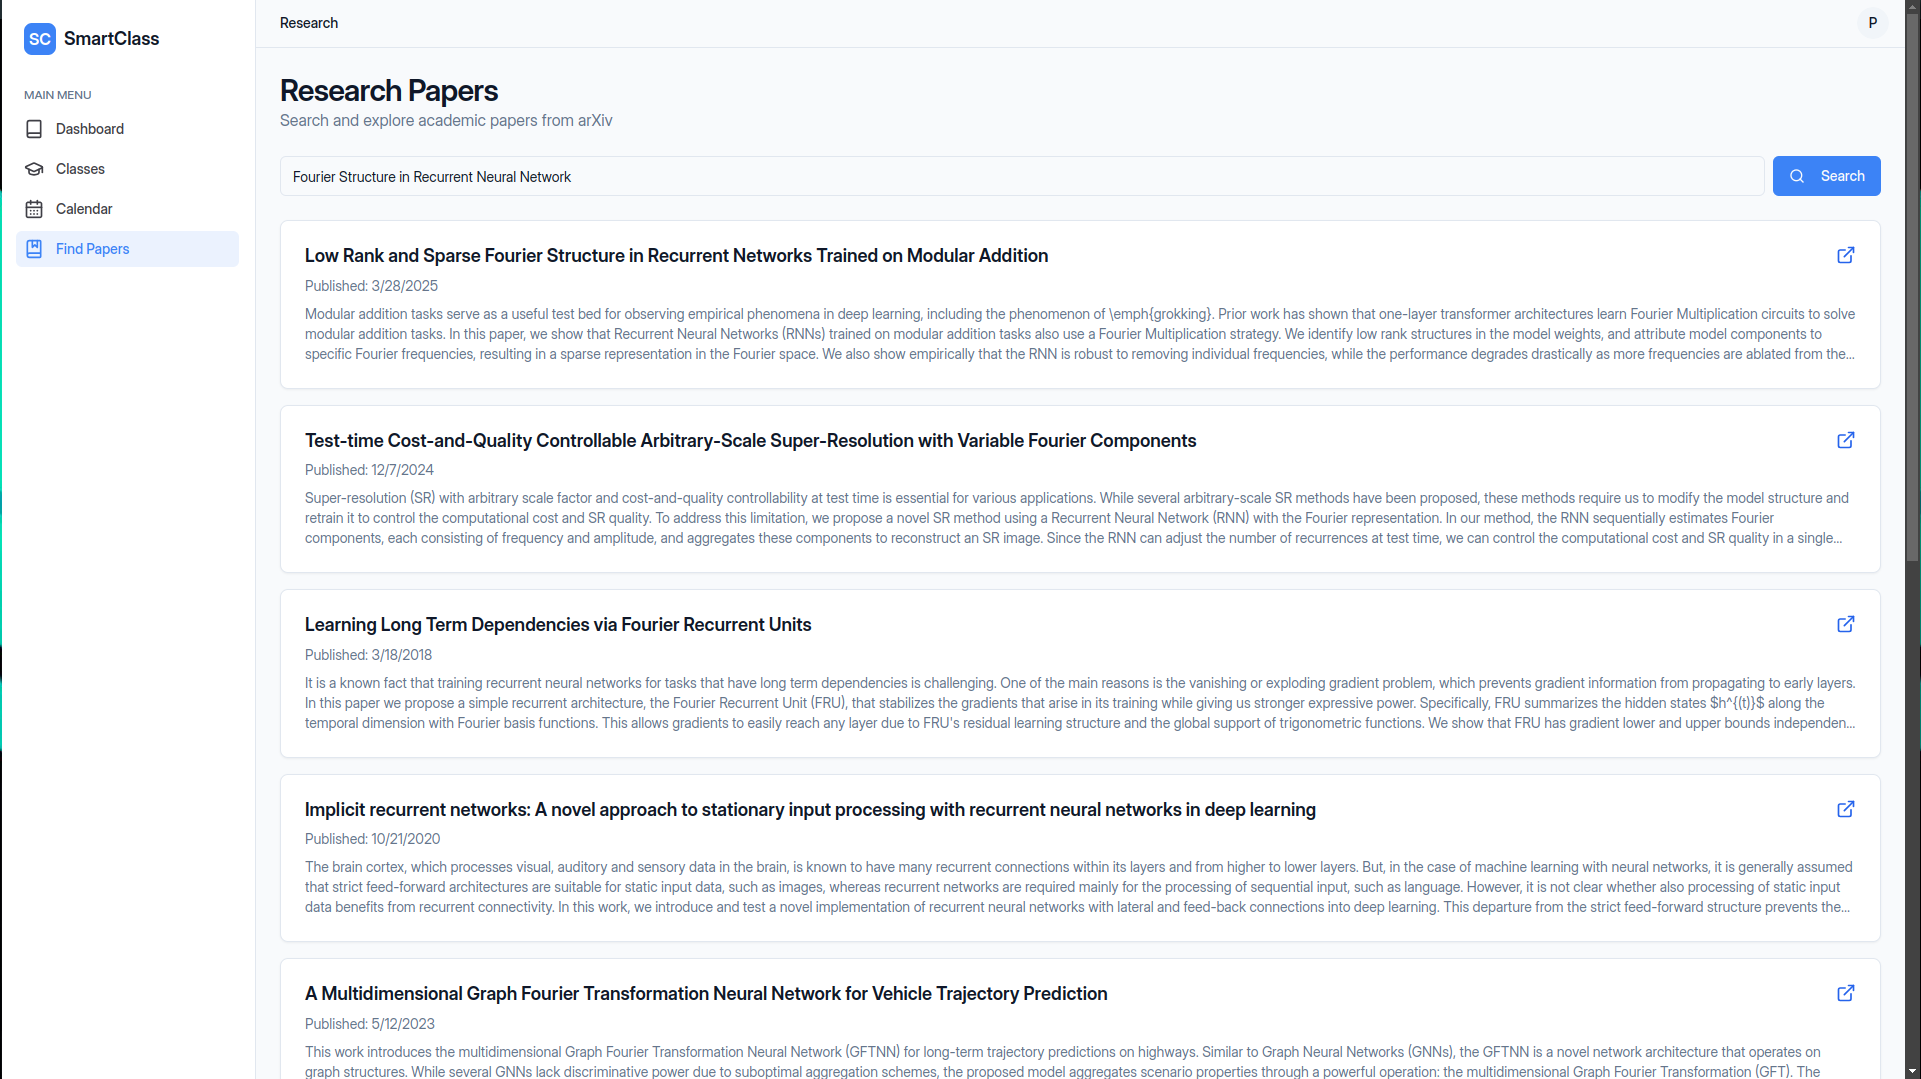 SC SmartClass
MAIN MENU
Dashboard
Classes
Calendar
Find Papers
Research
P
Research Papers
Search and explore academic papers from arXiv
Fourier Structure in Recurrent Neural Network
Search
Low Rank and Sparse Fourier Structure in Recurrent Networks Trained on Modular Addition
Published: 3/28/2025
Modular addition tasks serve as a useful test bed for observing empirical phenomena in deep learning, including the phenomenon of \emph{grokking}. Prior work has shown that one-layer transformer architectures learn Fourier Multiplication circuits to solve
modular addition tasks. In this paper, we show that Recurrent Neural Networks (RNNs) trained on modular addition tasks also use a Fourier Multiplication strategy. We identify low rank structures in the model weights, and attribute model components to
specific Fourier frequencies, resulting in a sparse representation in the Fourier space. We also show empirically that the RNN is robust to removing individual frequencies, while the performance degrades drastically as more frequencies are ablated from the...
Test-time Cost-and-Quality Controllable Arbitrary-Scale Super-Resolution with Variable Fourier Components
Published: 12/7/2024
Super-resolution (SR) with arbitrary scale factor and cost-and-quality controllability at test time is essential for various applications. While several arbitrary-scale SR methods have been proposed, these methods require us to modify the model structure and
retrain it to control the computational cost and SR quality. To address this limitation, we propose a novel SR method using a Recurrent Neural Network (RNN) with the Fourier representation. In our method, the RNN sequentially estimates Fourier
components, each consisting of frequency and amplitude, and aggregates these components to reconstruct an SR image. Since the RNN can adjust the number of recurrences at test time, we can control the computational cost and SR quality in a single...
Learning Long Term Dependencies via Fourier Recurrent Units
Published: 3/18/2018
It is a known fact that training recurrent neural networks for tasks that have long term dependencies is challenging. One of the main reasons is the vanishing or exploding gradient problem, which prevents gradient information from propagating to early layers.
In this paper we propose a simple recurrent architecture, the Fourier Recurrent Unit (FRU), that stabilizes the gradients that arise in its training while giving us stronger expressive power. Specifically, FRU summarizes the hidden states $h^{(t)}$ along the
temporal dimension with Fourier basis functions. This allows gradients to easily reach any layer due to FRU's residual learning structure and the global support of trigonometric functions. We show that FRU has gradient lower and upper bounds independen...
Implicit recurrent networks: A novel approach to stationary input processing with recurrent neural networks in deep learning
Published: 10/21/2020
The brain cortex, which processes visual, auditory and sensory data in the brain, is known to have many recurrent connections within its layers and from higher to lower layers. But, in the case of machine learning with neural networks, it is generally assumed
that strict feed-forward architectures are suitable for static input data, such as images, whereas recurrent networks are required mainly for the processing of sequential input, such as language. However, it is not clear whether also processing of static input
data benefits from recurrent connectivity. In this work, we introduce and test a novel implementation of recurrent neural networks with lateral and feed-back connections into deep learning. This departure from the strict feed-forward structure prevents the...
A Multidimensional Graph Fourier Transformation Neural Network for Vehicle Trajectory Prediction
Published: 5/12/2023
This work introduces the multidimensional Graph Fourier Transformation Neural Network (GFTNN) for long-term trajectory predictions on highways. Similar to Graph Neural Networks (GNNs), the GFTNN is a novel network architecture that operates on
graph structures. While several GNNs lack discriminative power due to suboptimal aggregation schemes, the proposed model aggregates scenario properties through a powerful operation: the multidimensional Graph Fourier Transformation (GFT). The